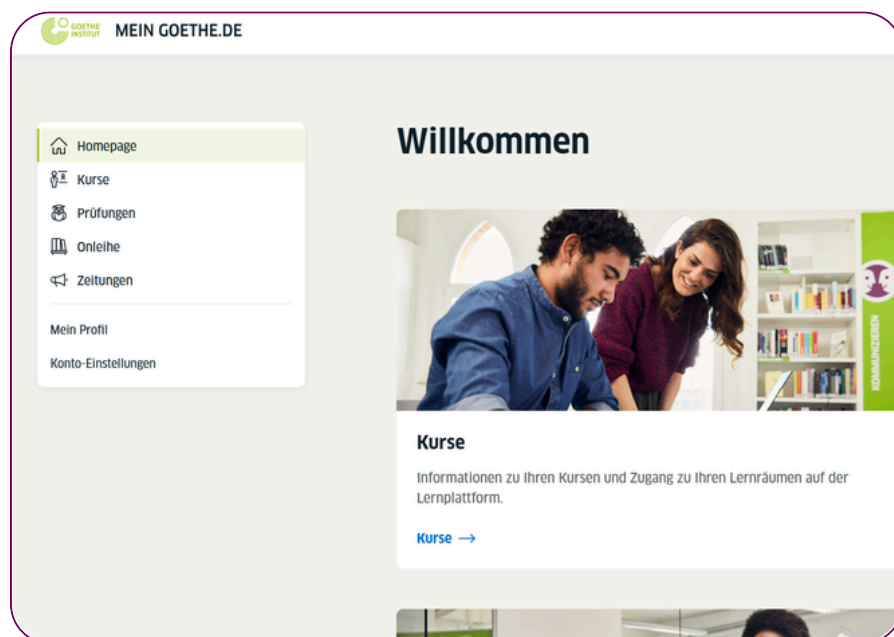 GOETHE
INSTITUT
MEIN GOETHE.DE
Homepage
Kurse
Prüfungen
Onleihe
Zeitungen
Mein Profil
Konto-Einstellungen
Willkommen
KOMMUNIZIEREN
Kurse
Informationen zu Ihren Kursen und Zugang zu Ihren Lernräumen auf der
Lernplattform.
Kurse →